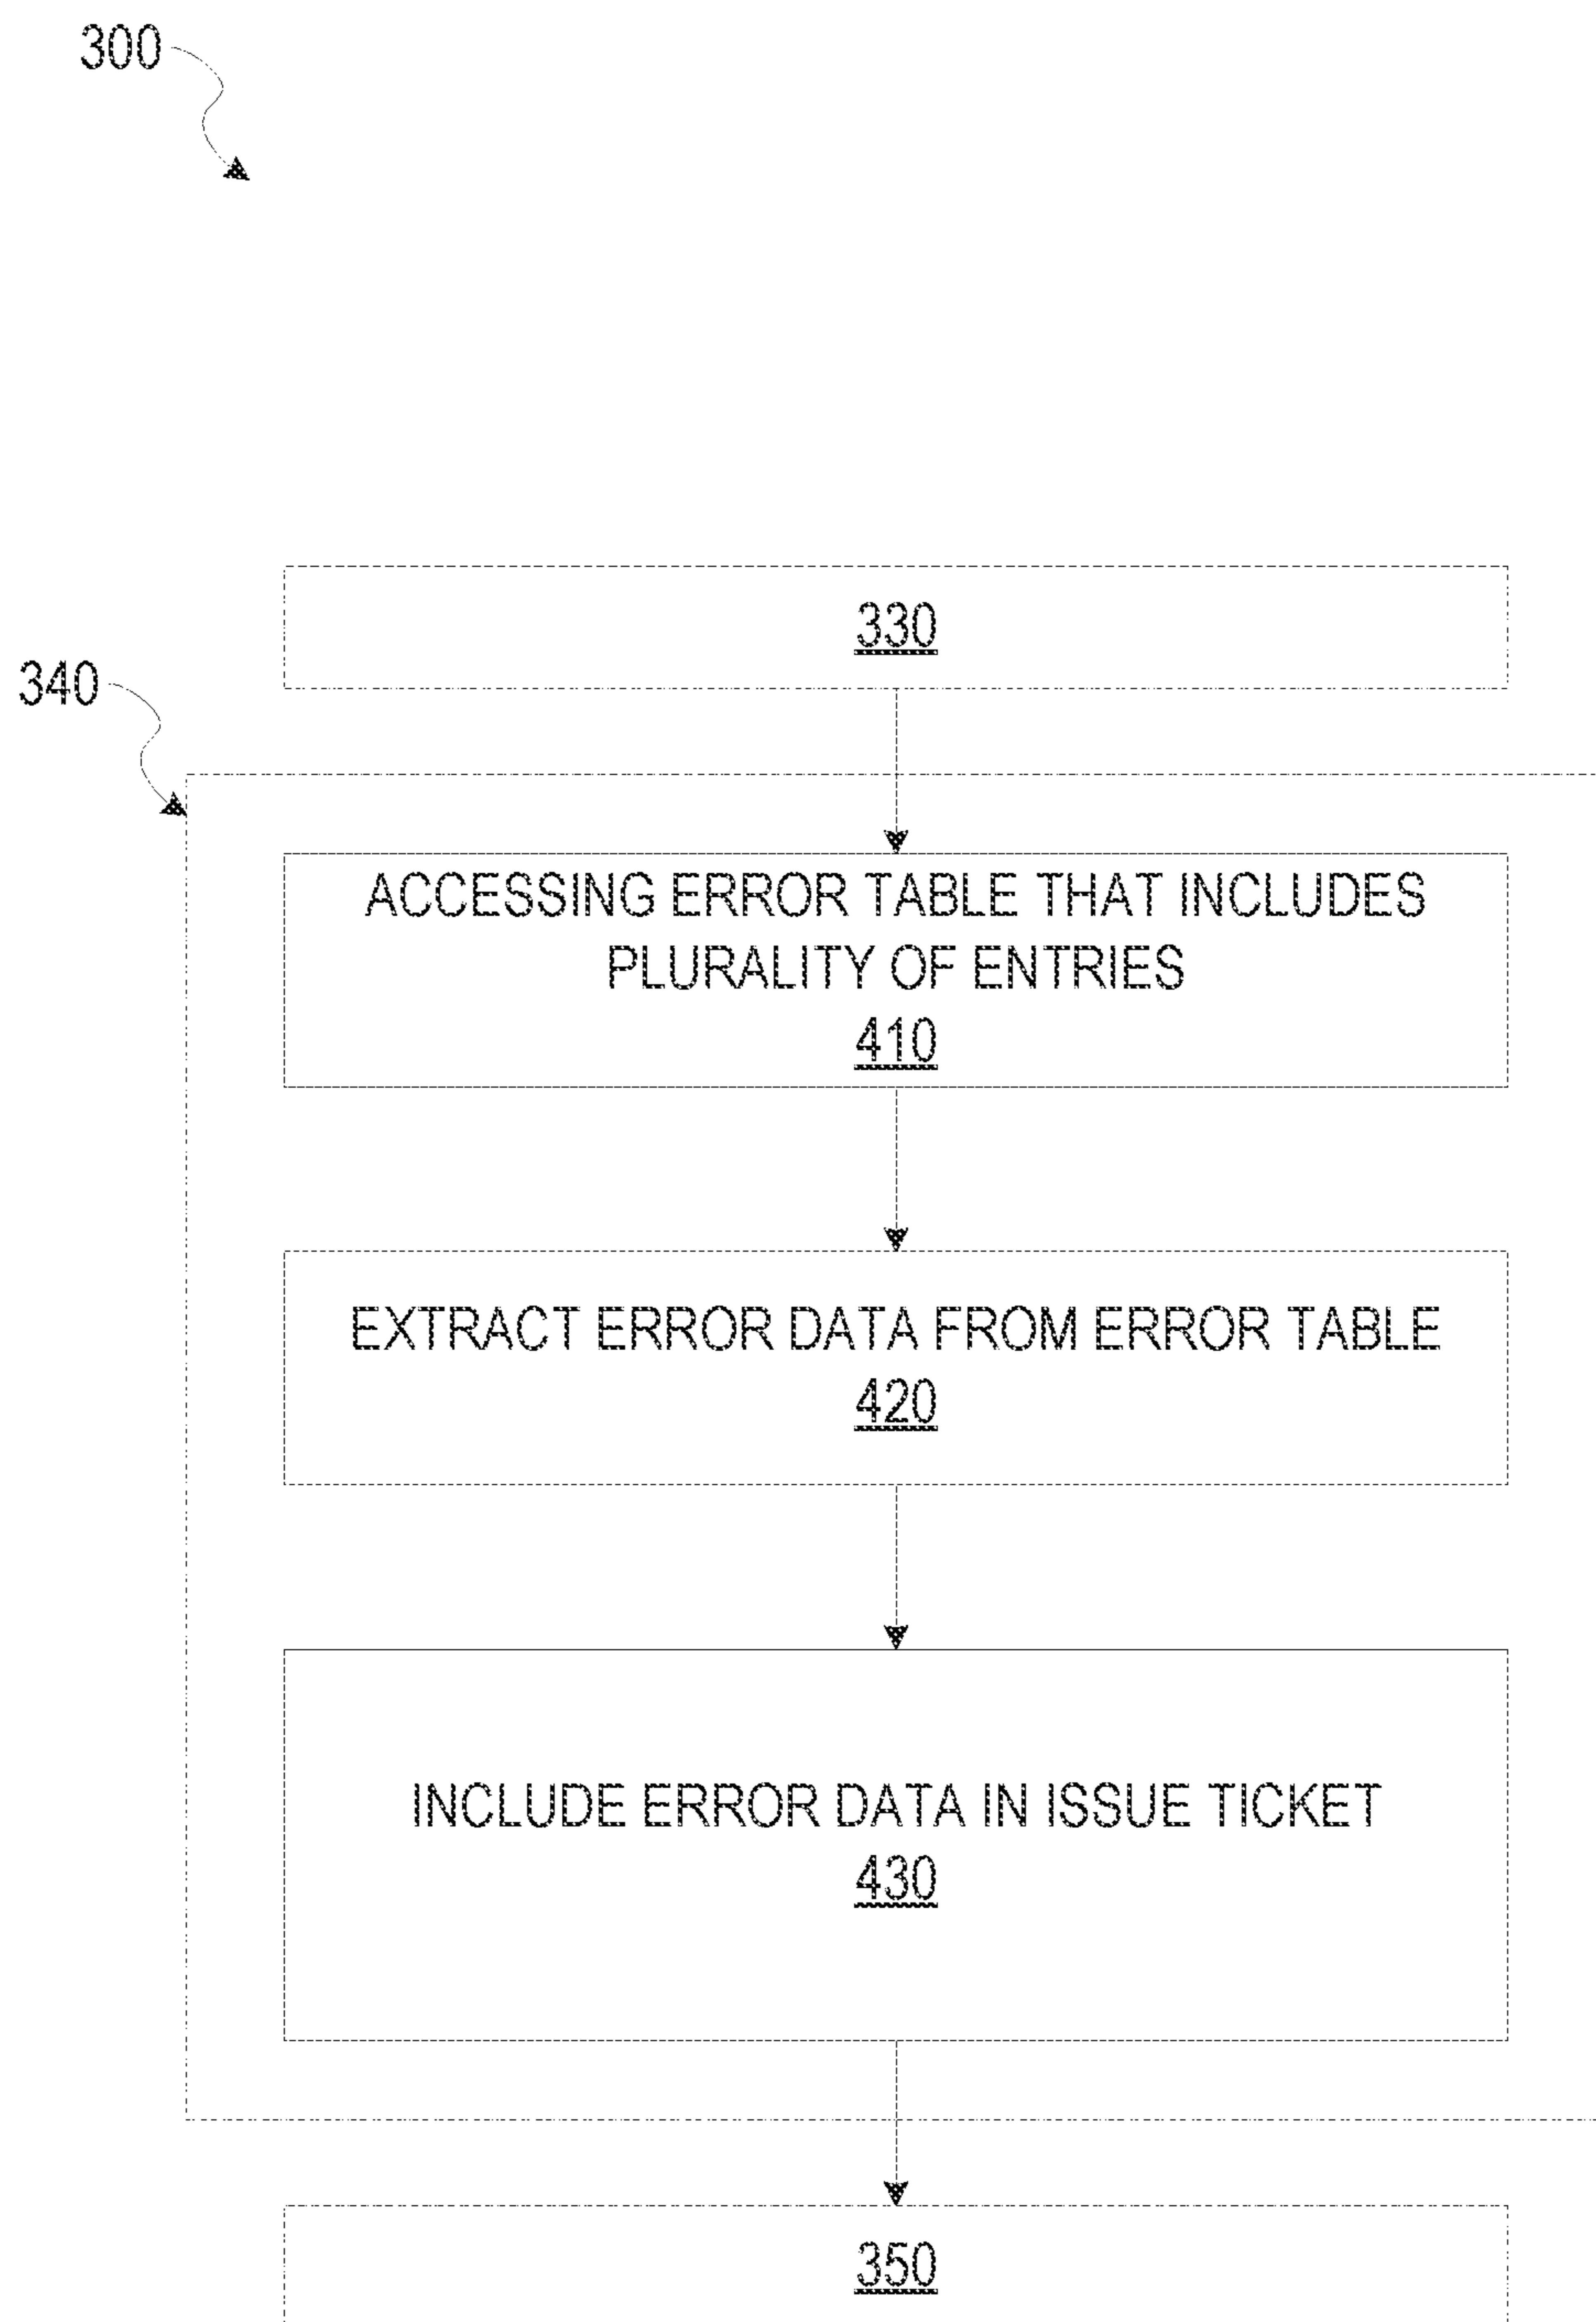 300
330
340
ACCESSING ERROR TABLE THAT INCLUDES
PLURALITY OF ENTRIES
410
EXTRACT ERROR DATA FROM ERROR TABLE
420
INCLUDE ERROR DATA IN ISSUE TICKET
430
350